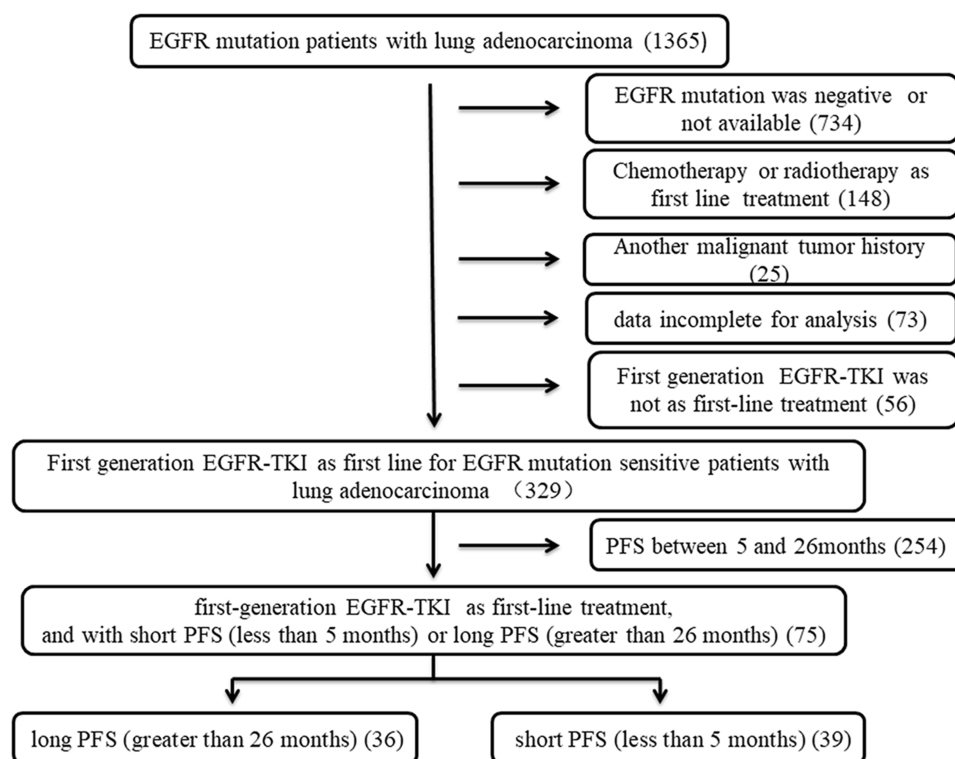 EGFR mutation patients with lung adenocarcinoma (1365)
EGFR mutation was negative or
not available (734)
Chemotherapy or radiotherapy as
first line treatment (148)
Another malignant tumor history
(25)
data incomplete for analysis (73)
First generation EGFR-TKI was
not as first-line treatment (56)
First generation EGFR-TKI as first line for EGFR mutation sensitive patients with
lung adenocarcinoma （329）
PFS between 5 and 26months (254)
first-generation EGFR-TKI as first-line treatment,
and with short PFS (less than 5 months) or long PFS (greater than 26 months) (75)
long PFS (greater than 26 months) (36)
short PFS (less than 5 months) (39)